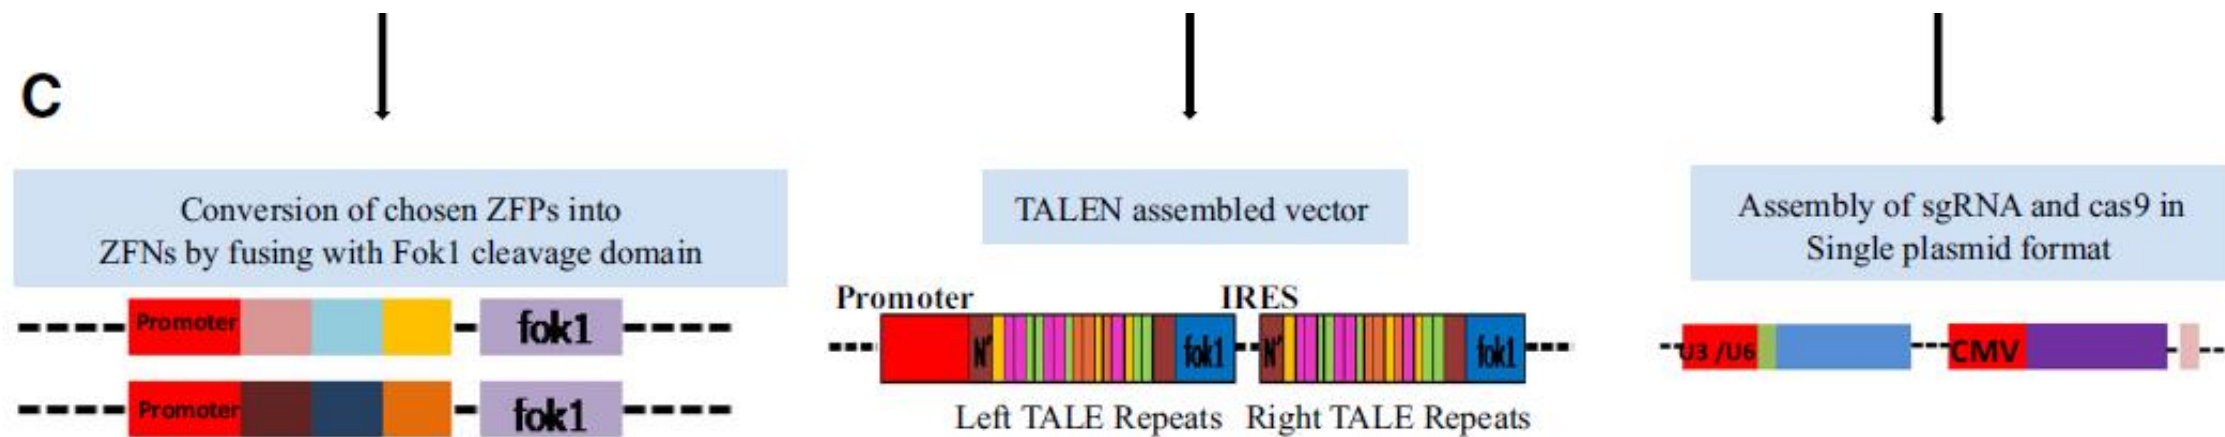 C
Conversion of chosen ZFPs into
ZFNs by fusing with Fok1 cleavage domain
Promoter
fok1
Promoter
fok1
TALEN assembled vector
Promoter
IRES
N'
fok1
N'
fok1
Left TALE Repeats
Right TALE Repeats
Assembly of sgRNA and cas9 in
Single plasmid format
U3 /U6
CMV